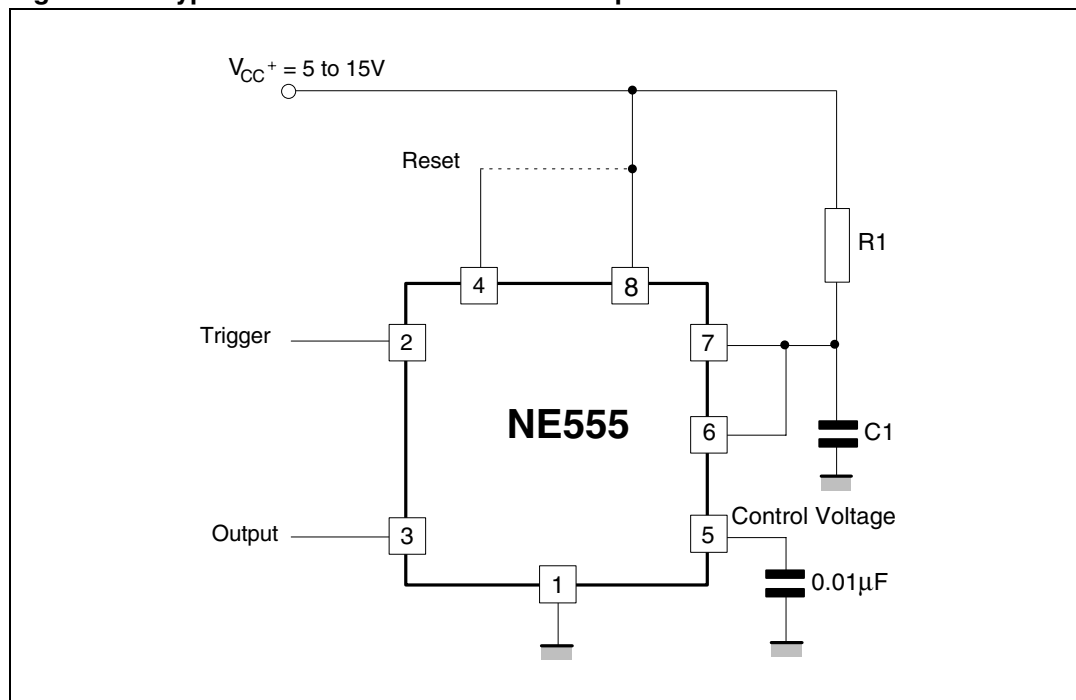 V_CC+ = 5 to 15V
Reset
4
8
R1
Trigger
2
7
NE555
6
C1
Control Voltage
Output
3
5
0.01µF
1